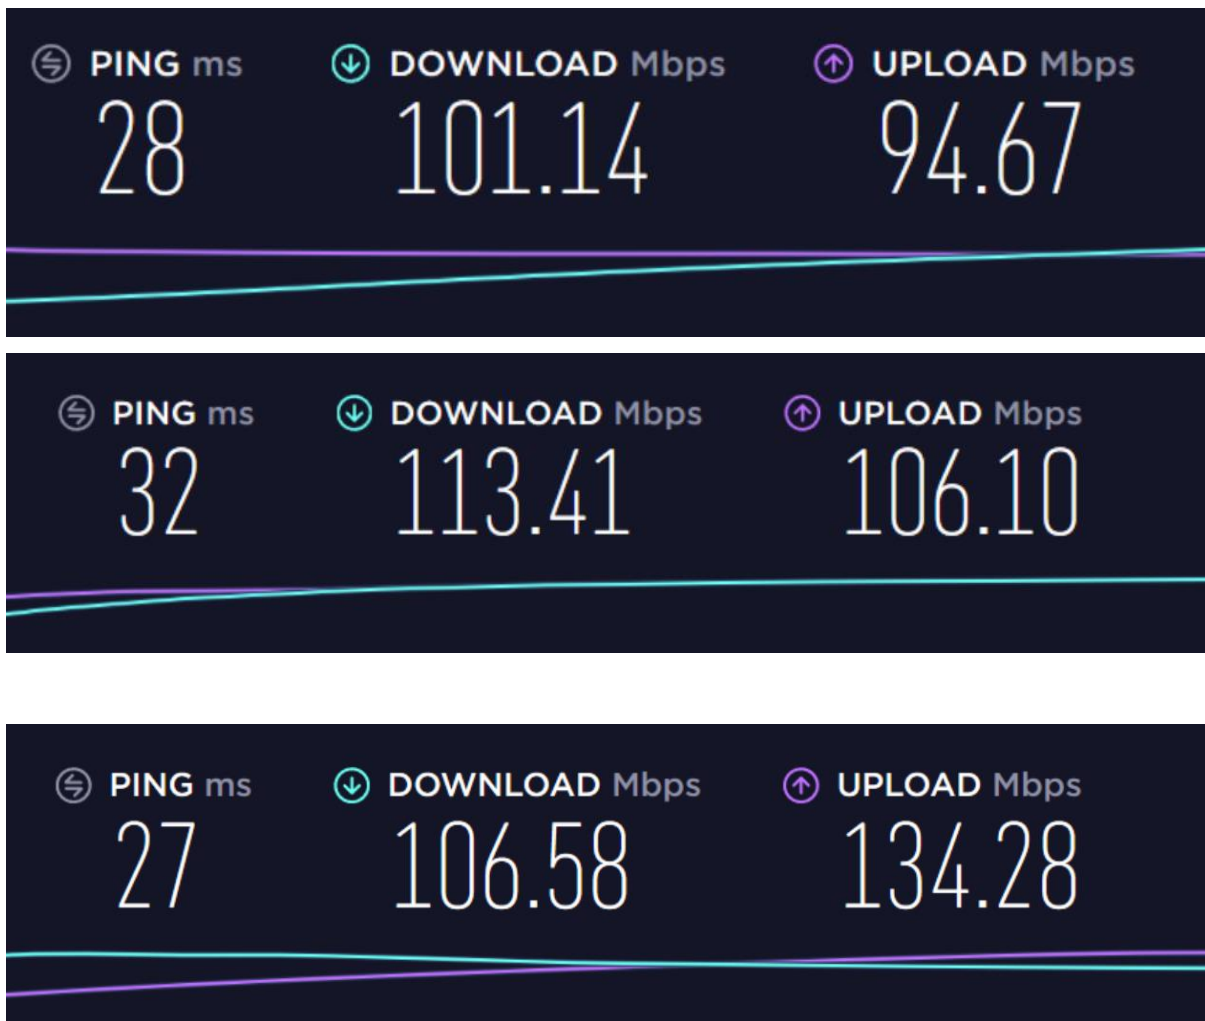 PING ms DOWNLOAD Mbps UPLOAD Mbps
28 101.14 94.67
PING ms DOWNLOAD Mbps UPLOAD Mbps
32 113.41 106.10
PING ms DOWNLOAD Mbps UPLOAD Mbps
27 106.58 134.28